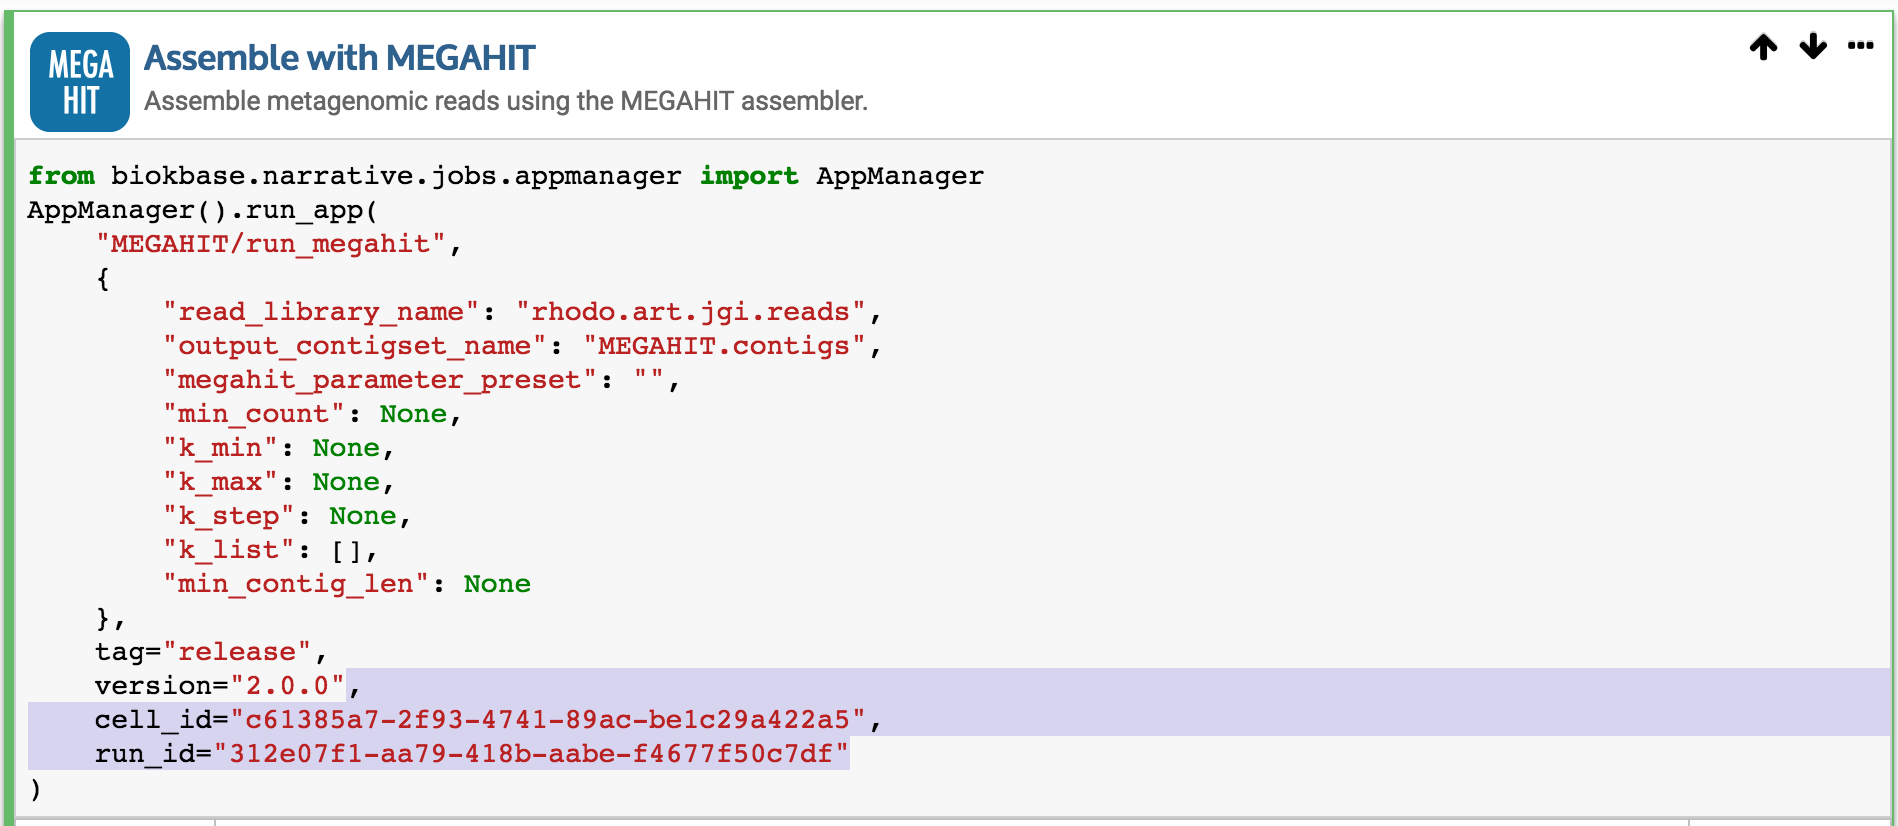 MEGA
HIT
Assemble with MEGAHIT
Assemble metagenomic reads using the MEGAHIT assembler.
from biokbase.narrative.jobs.appmanager import AppManager
AppManager().run_app(
    "MEGAHIT/run_megahit",
    {
        "read_library_name": "rhodo.art.jgi.reads",
        "output_contigset_name": "MEGAHIT.contigs",
        "megahit_parameter_preset": "",
        "min_count": None,
        "k_min": None,
        "k_max": None,
        "k_step": None,
        "k_list": [],
        "min_contig_len": None
    },
    tag="release",
    version="2.0.0",
    cell_id="c61385a7-2f93-4741-89ac-be1c29a422a5",
    run_id="312e07f1-aa79-418b-aabe-f4677f50c7df"
)